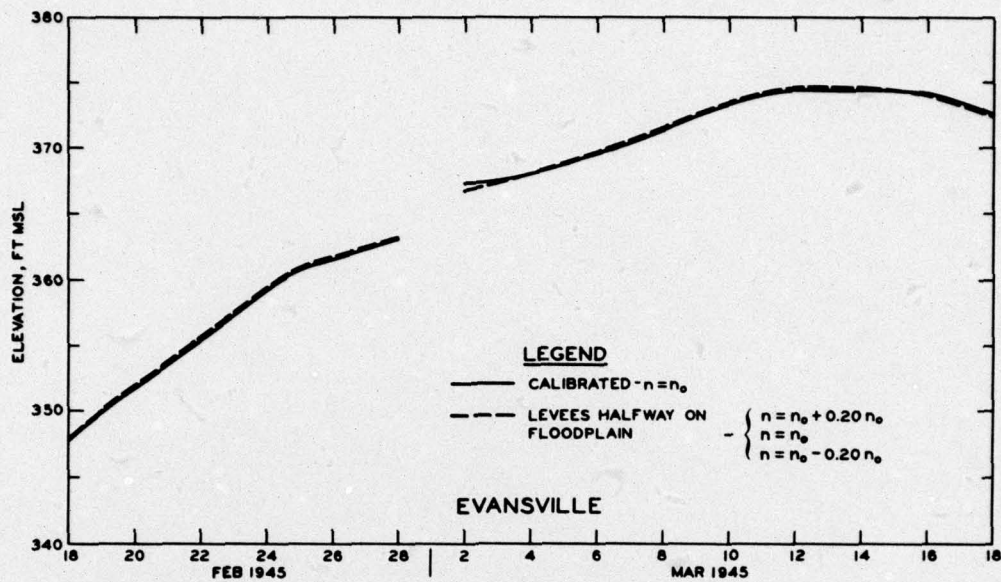 380
370
360
350
340
ELEVATION, FT MSL
LEGEND
CALIBRATED - n = n₀
LEVEES HALFWAY ON
FLOODPLAIN
- { n = n₀ + 0.20 n₀
n = n₀
n = n₀ - 0.20 n₀
EVANSVILLE
18 20 22 24 26 28 2 4 6 8 10 12 14 16 18
FEB 1945 MAR 1945